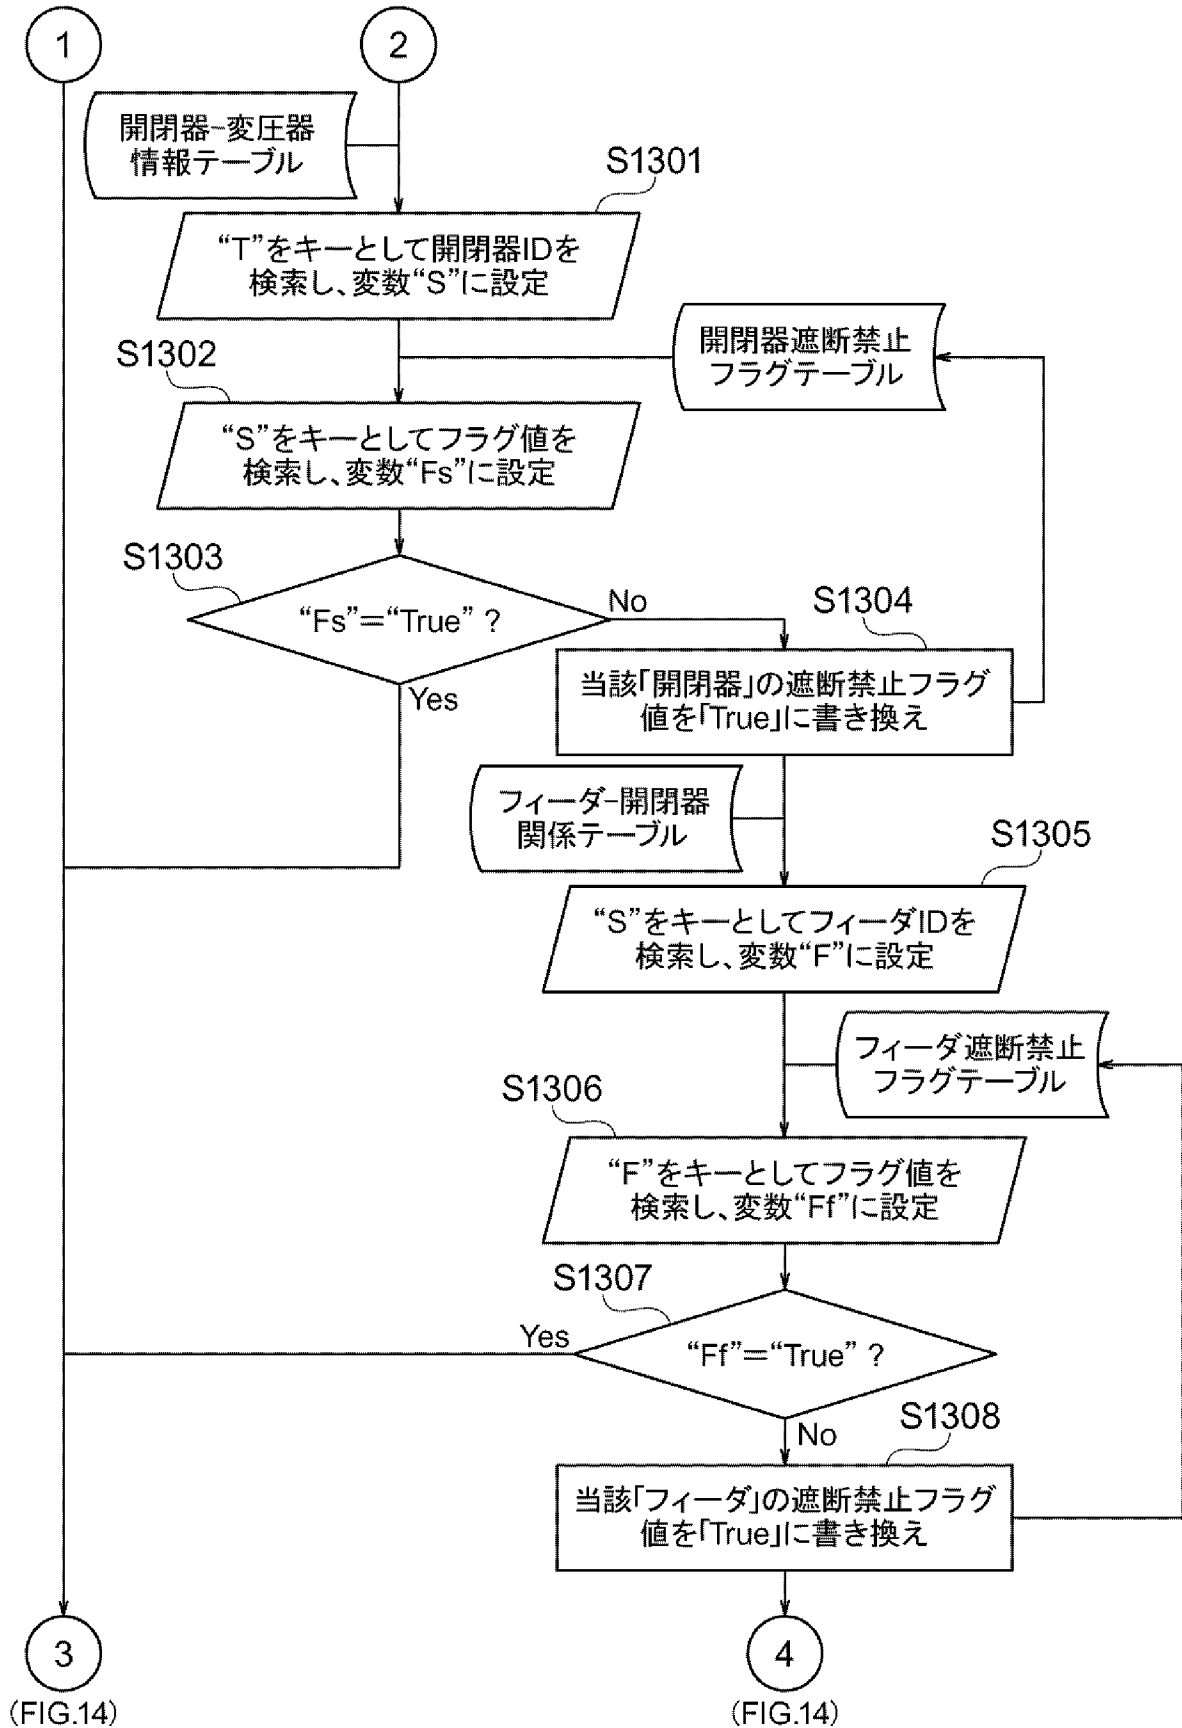 1
2
開閉器-変圧器
情報テーブル
S1301
“T”をキーとして開閉器IDを
検索し、変数“S”に設定
開閉器遮断禁止
フラグテーブル
S1302
“S”をキーとしてフラグ値を
検索し、変数“Fs”に設定
S1303
“Fs”=“True” ?
No
Yes
S1304
当該「開閉器」の遮断禁止フラグ
値を「True」に書き換え
フィーダ-開閉器
関係テーブル
S1305
“S”をキーとしてフィーダIDを
検索し、変数“F”に設定
フィーダ遮断禁止
フラグテーブル
S1306
“F”をキーとしてフラグ値を
検索し、変数“Ff”に設定
S1307
“Ff”=“True” ?
Yes
No
S1308
当該「フィーダ」の遮断禁止フラグ
値を「True」に書き換え
3
(FIG.14)
4
(FIG.14)